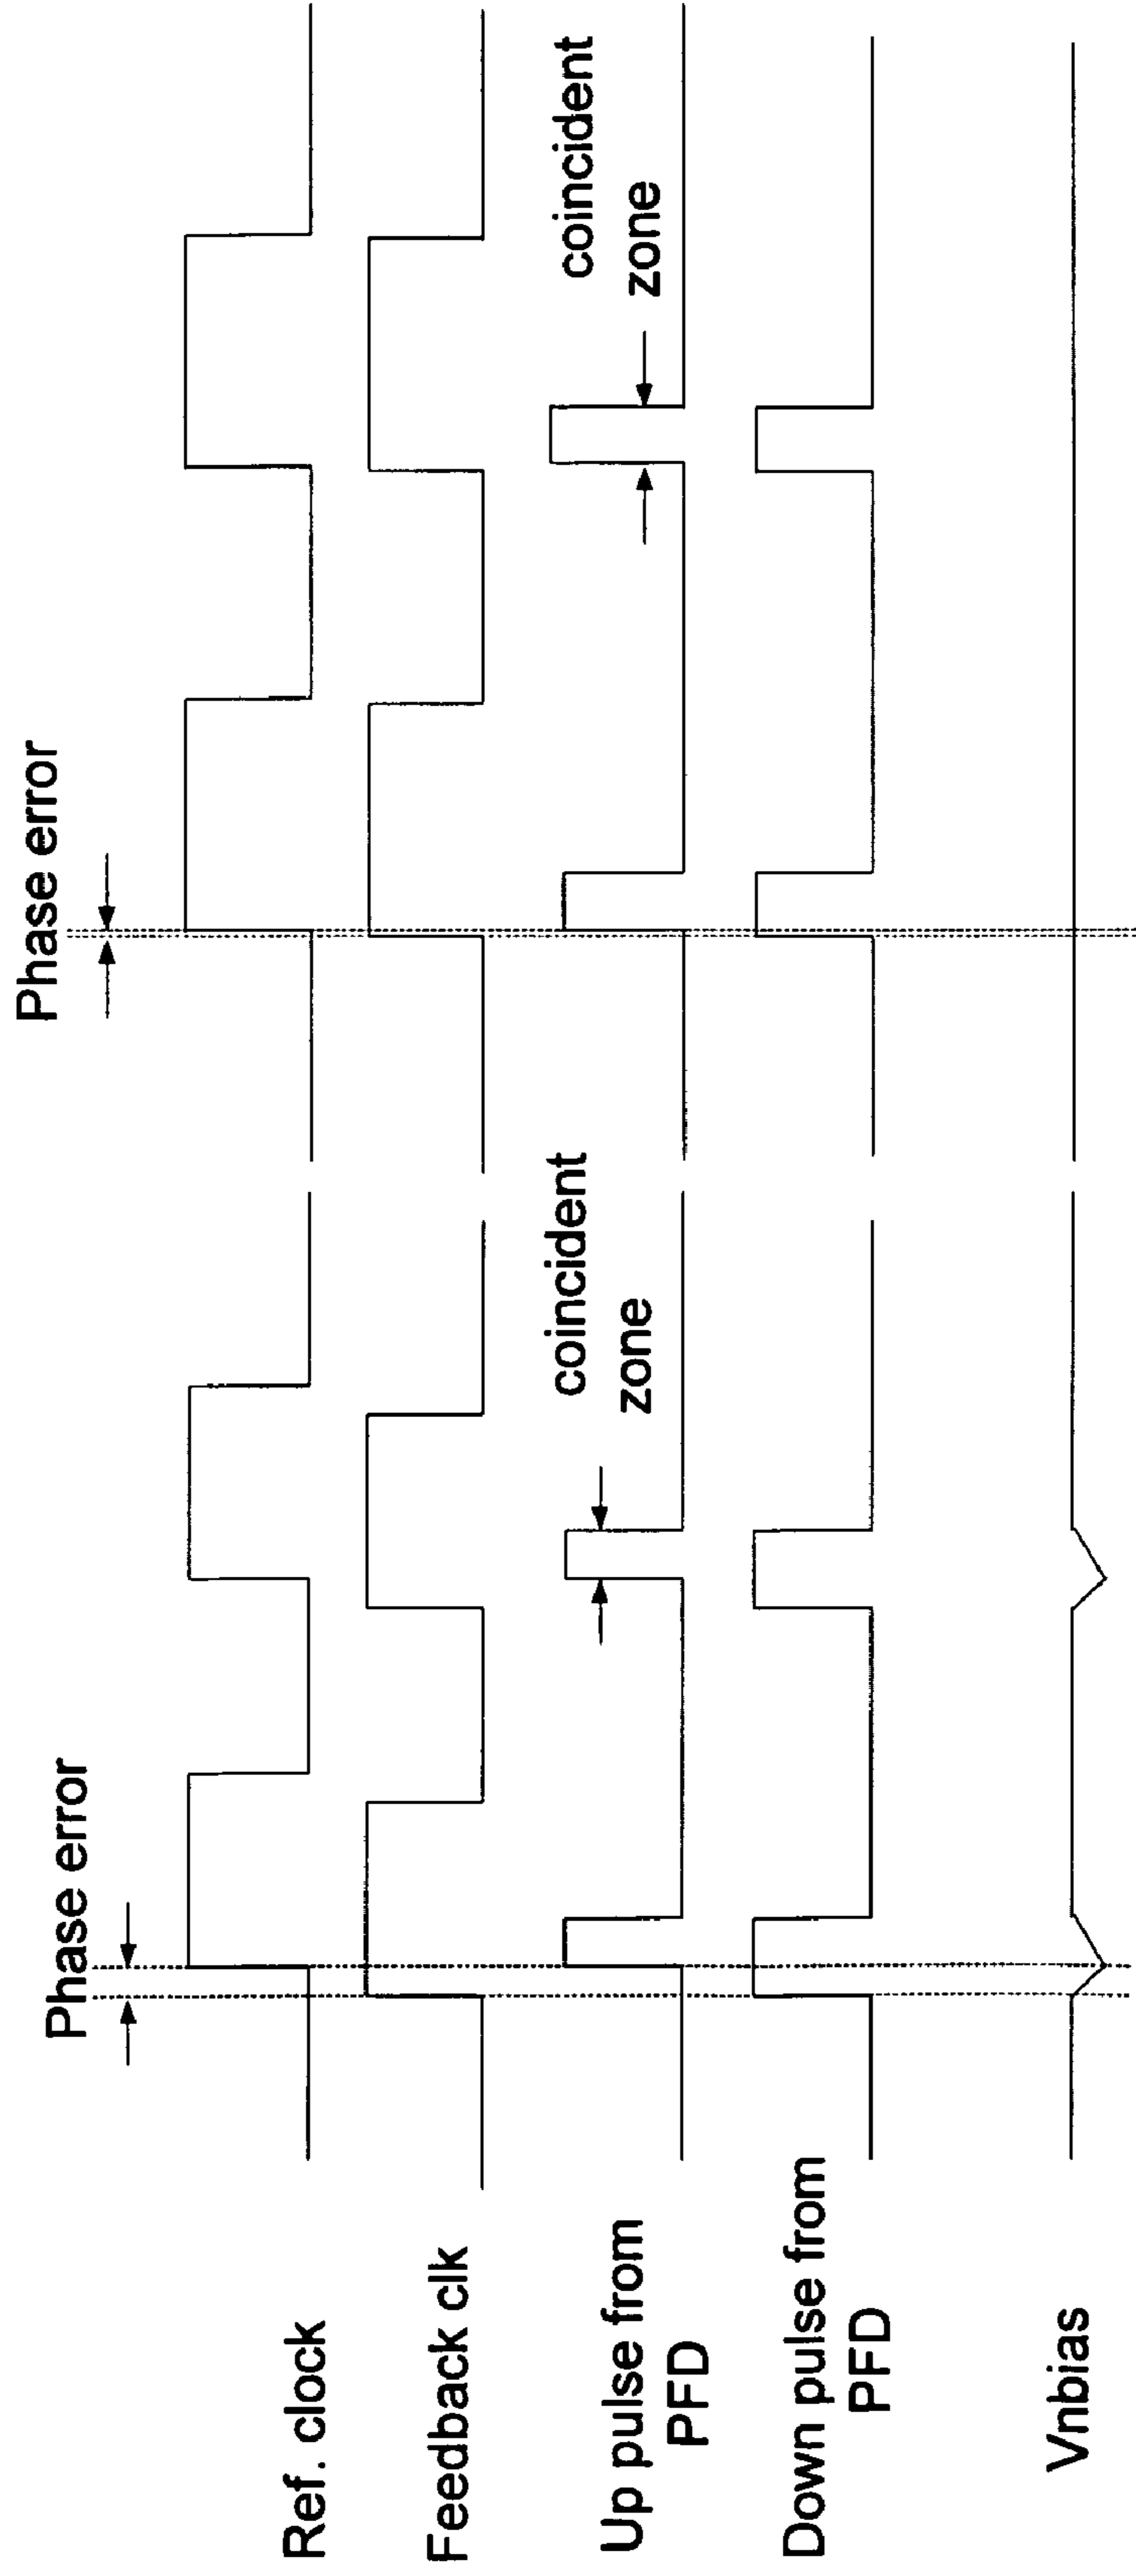 Phase error
Phase error
Ref. clock
Feedback clk
coincident
zone
coincident
zone
Up pulse from
PFD
Down pulse from
PFD
Vnbias